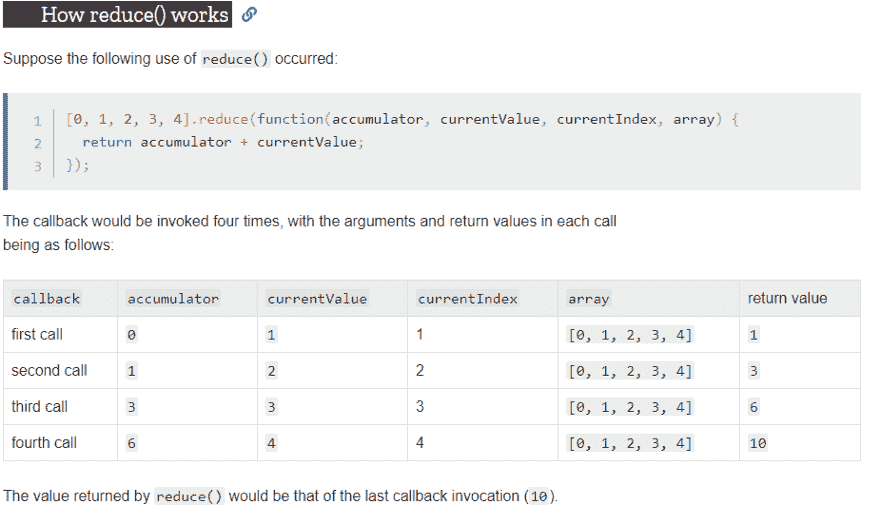 How reduce() works
Suppose the following use of reduce() occurred:
1 [0, 1, 2, 3, 4].reduce(function(accumulator, currentValue, currentIndex, array) {
2 return accumulator + currentValue;
3 });
The callback would be invoked four times, with the arguments and return values in each call
being as follows:
callback accumulator currentValue currentIndex array return value
first call 0 1 1 [0, 1, 2, 3, 4] 1
second call 1 2 2 [0, 1, 2, 3, 4] 3
third call 3 3 3 [0, 1, 2, 3, 4] 6
fourth call 6 4 4 [0, 1, 2, 3, 4] 10
The value returned by reduce() would be that of the last callback invocation (10).